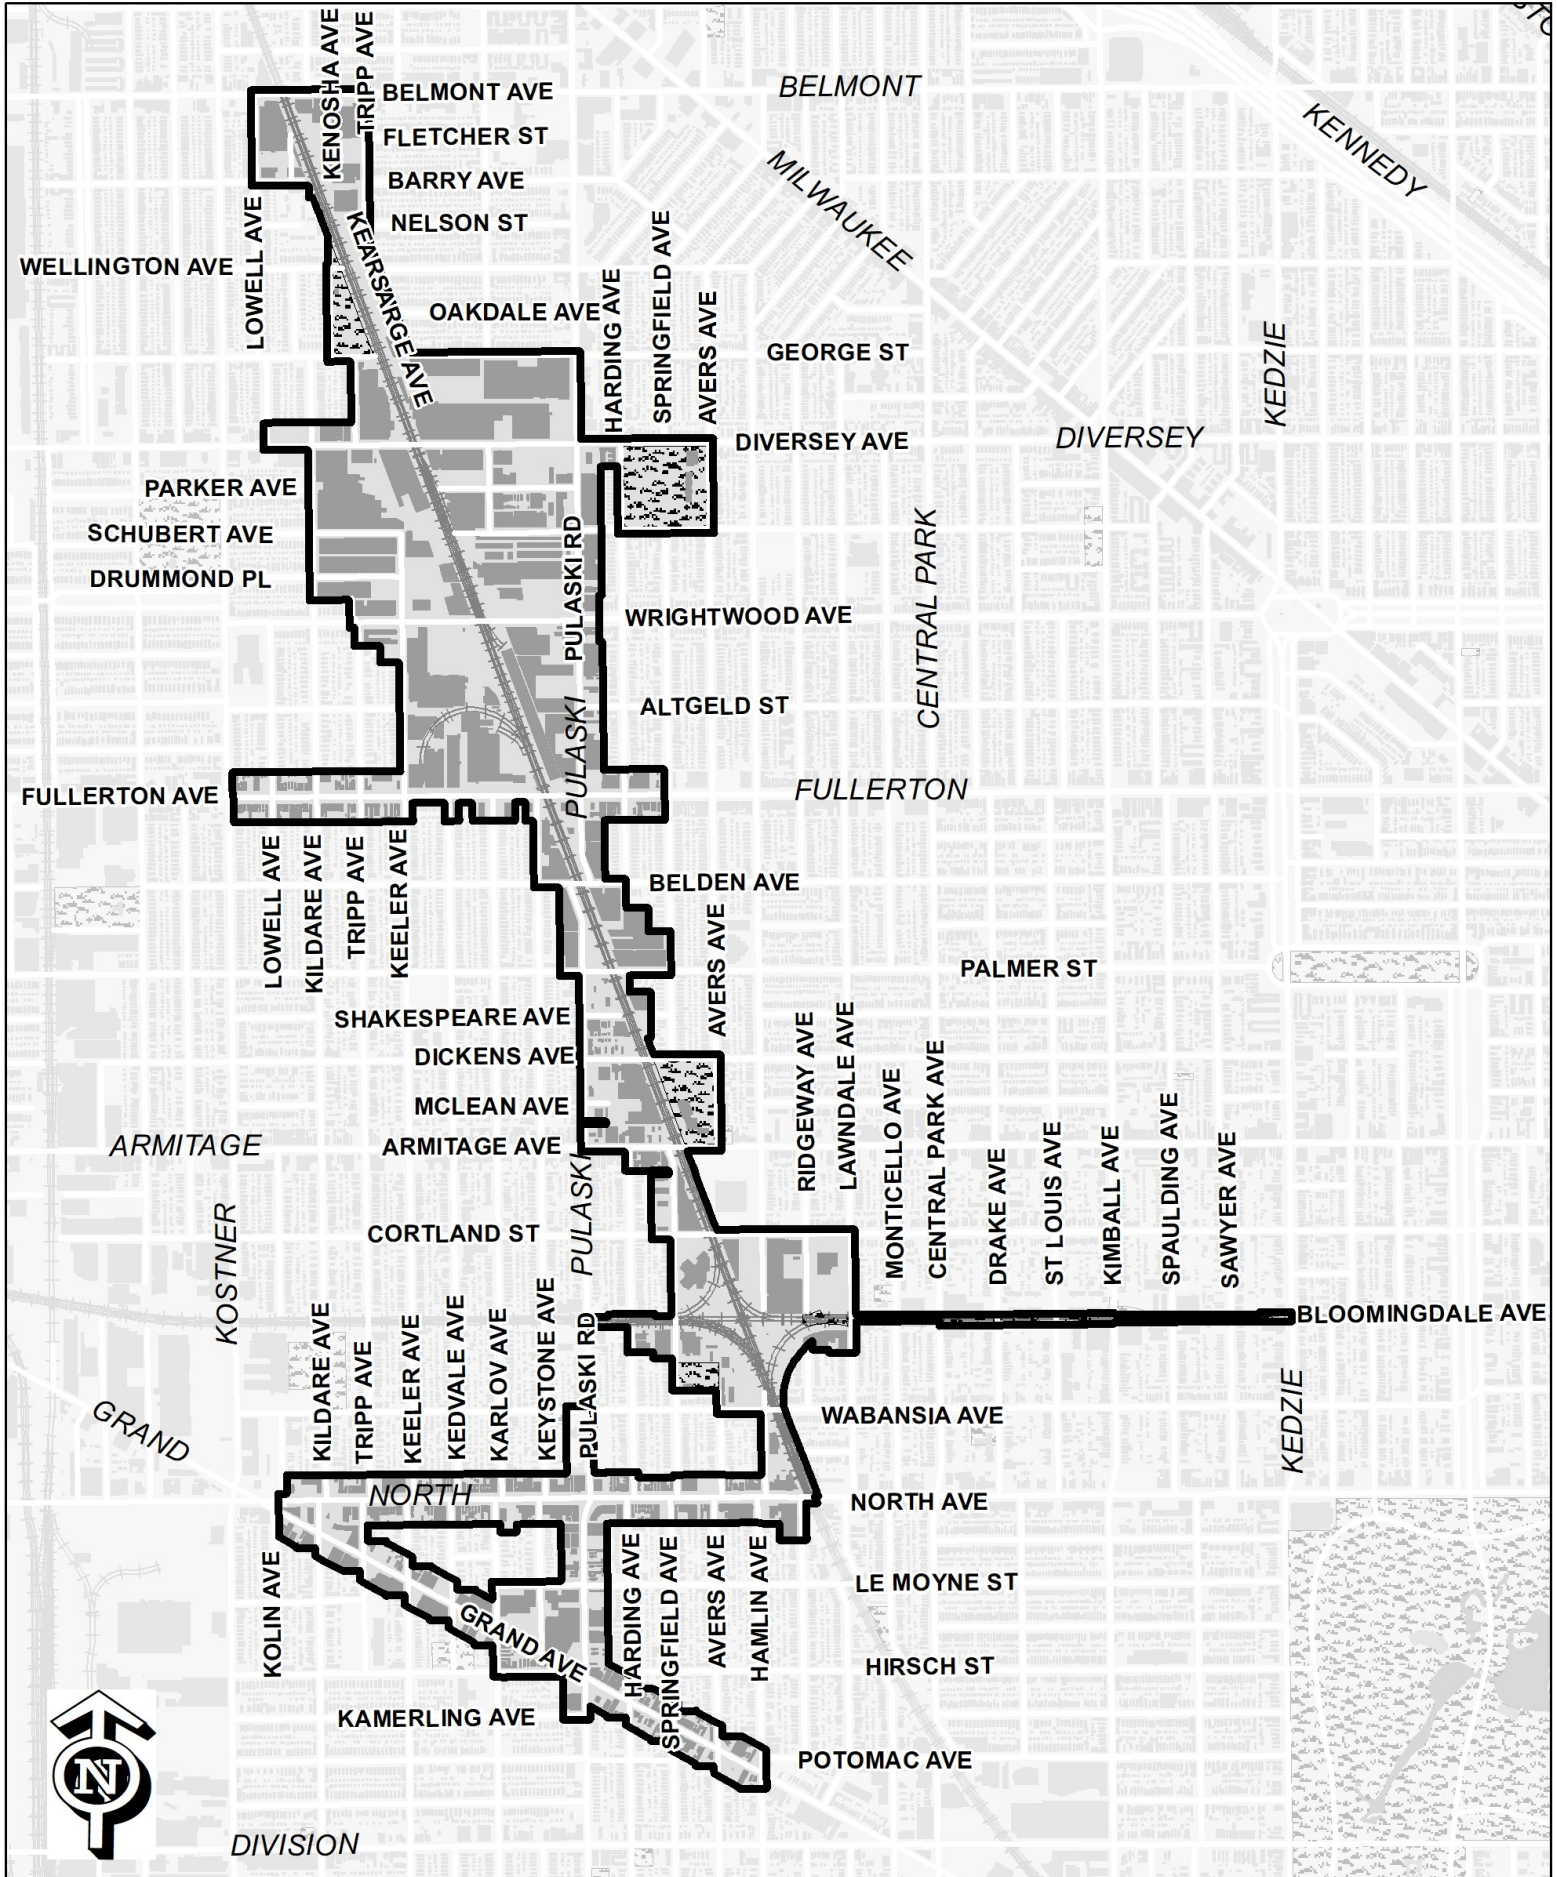 KENOSHA AVE
TRIPP AVE
BELMONT AVE
BELMONT
FLETCHER ST
KENNEDY
BARRY AVE
MILWAUKEE
NELSON ST
LOWELL AVE
WELLINGTON AVE
KEARSARGE AVE
OAKDALE AVE
HARDING AVE
SPRINGFIELD AVE
AVERS AVE
GEORGE ST
KEDZIE
DIVERSEY AVE
DIVERSEY
PARKER AVE
SCHUBERT AVE
DRUMMOND PL
PULASKI RD
WRIGHTWOOD AVE
CENTRAL PARK
ALTGELD ST
PULASKI
FULLERTON AVE
FULLERTON
LOWELL AVE
KILDARE AVE
TRIPP AVE
KEELER AVE
BELDEN AVE
AVERS AVE
PALMER ST
SHAKESPEARE AVE
DICKENS AVE
MCLEAN AVE
ARMITAGE
ARMITAGE AVE
PULASKI
RIDGEWAY AVE
LAWNDALE AVE
MONTICELLO AVE
CENTRAL PARK AVE
DRAKE AVE
ST LOUIS AVE
KIMBALL AVE
SPAULDING AVE
SAWYER AVE
CORTLAND ST
KOSTNER
BLOOMINGDALE AVE
KILDARE AVE
TRIPP AVE
KEELER AVE
KEDVALE AVE
KARLOV AVE
KEYSTONE AVE
PULASKI RD
GRAND
WABANSIA AVE
KEDZIE
NORTH
NORTH AVE
KOLIN AVE
GRAND AVE
HARDING AVE
SPRINGFIELD AVE
AVERS AVE
HAMLIN AVE
LE MOYNE ST
HIRSCH ST
KAMERLING AVE
POTOMAC AVE
N
DIVISION